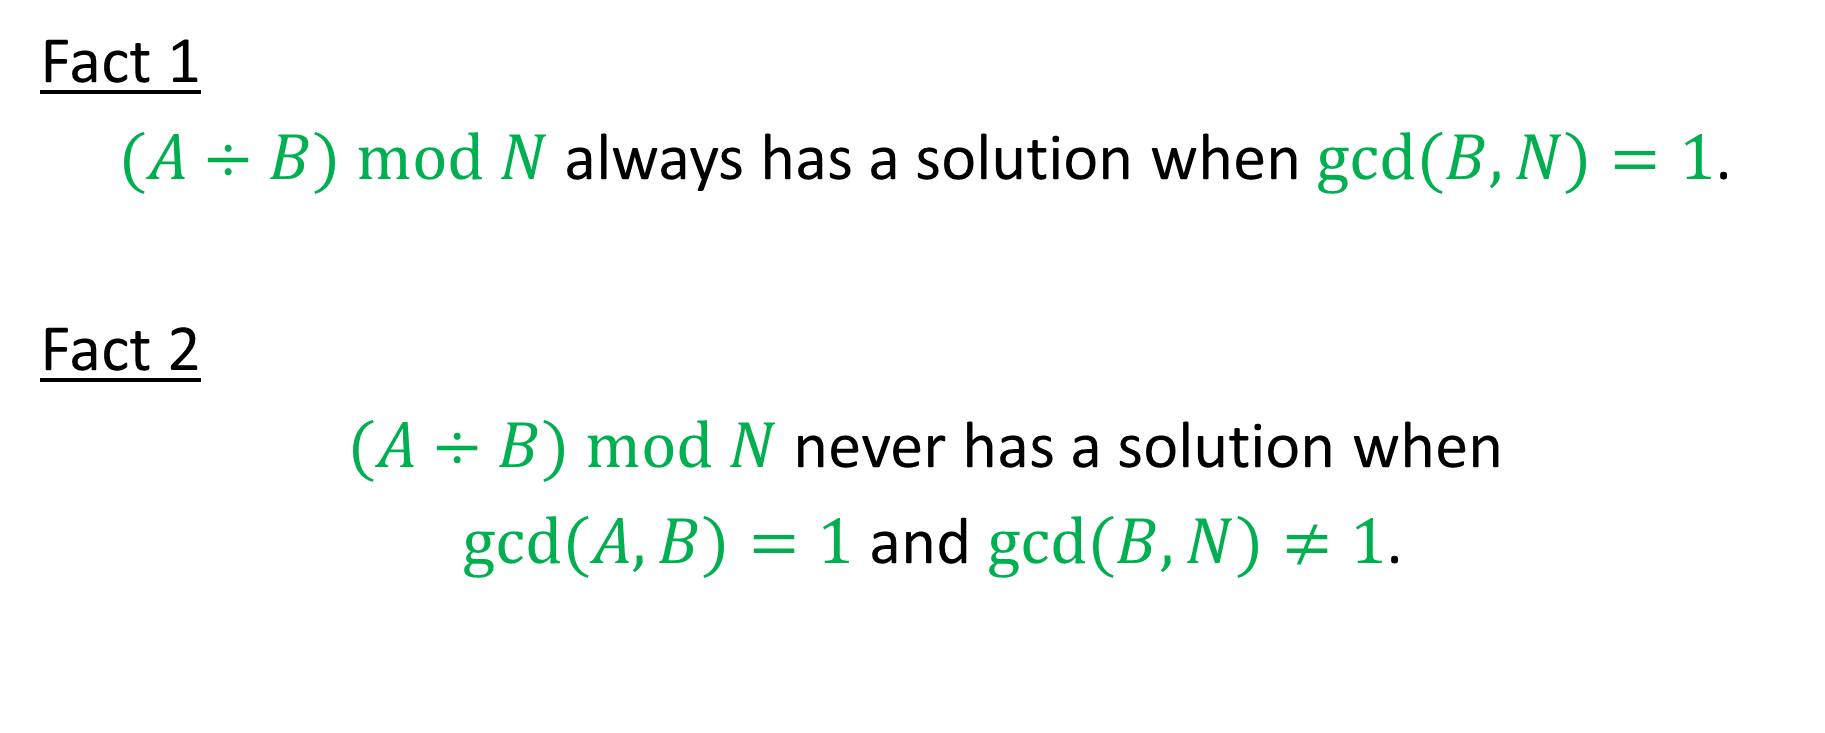 Fact 1
(A ÷ B) mod N always has a solution when gcd(B, N) = 1.
Fact 2
(A ÷ B) mod N never has a solution when
gcd(A, B) = 1 and gcd(B, N) ≠ 1.